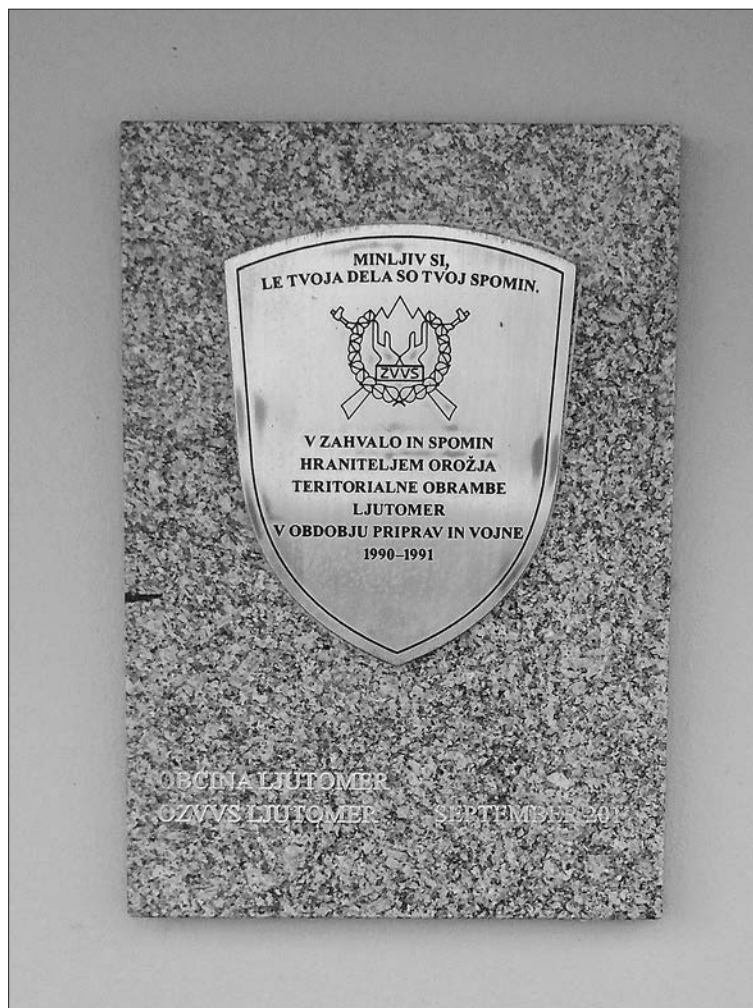 MINLJIV SI,
LE TVOJA DELA SO TVOJ SPOMIN.
ZVVS
V ZAHVALO IN SPOMIN
HRANITELJEM OROŽJA
TERITORIALNE OBRAMBE
LJUTOMER
V OBDOBJU PRIPRAV IN VOJNE
1990–1991
OBČINA LJUTOMER
OZVVS LJUTOMER SEPTEMBER